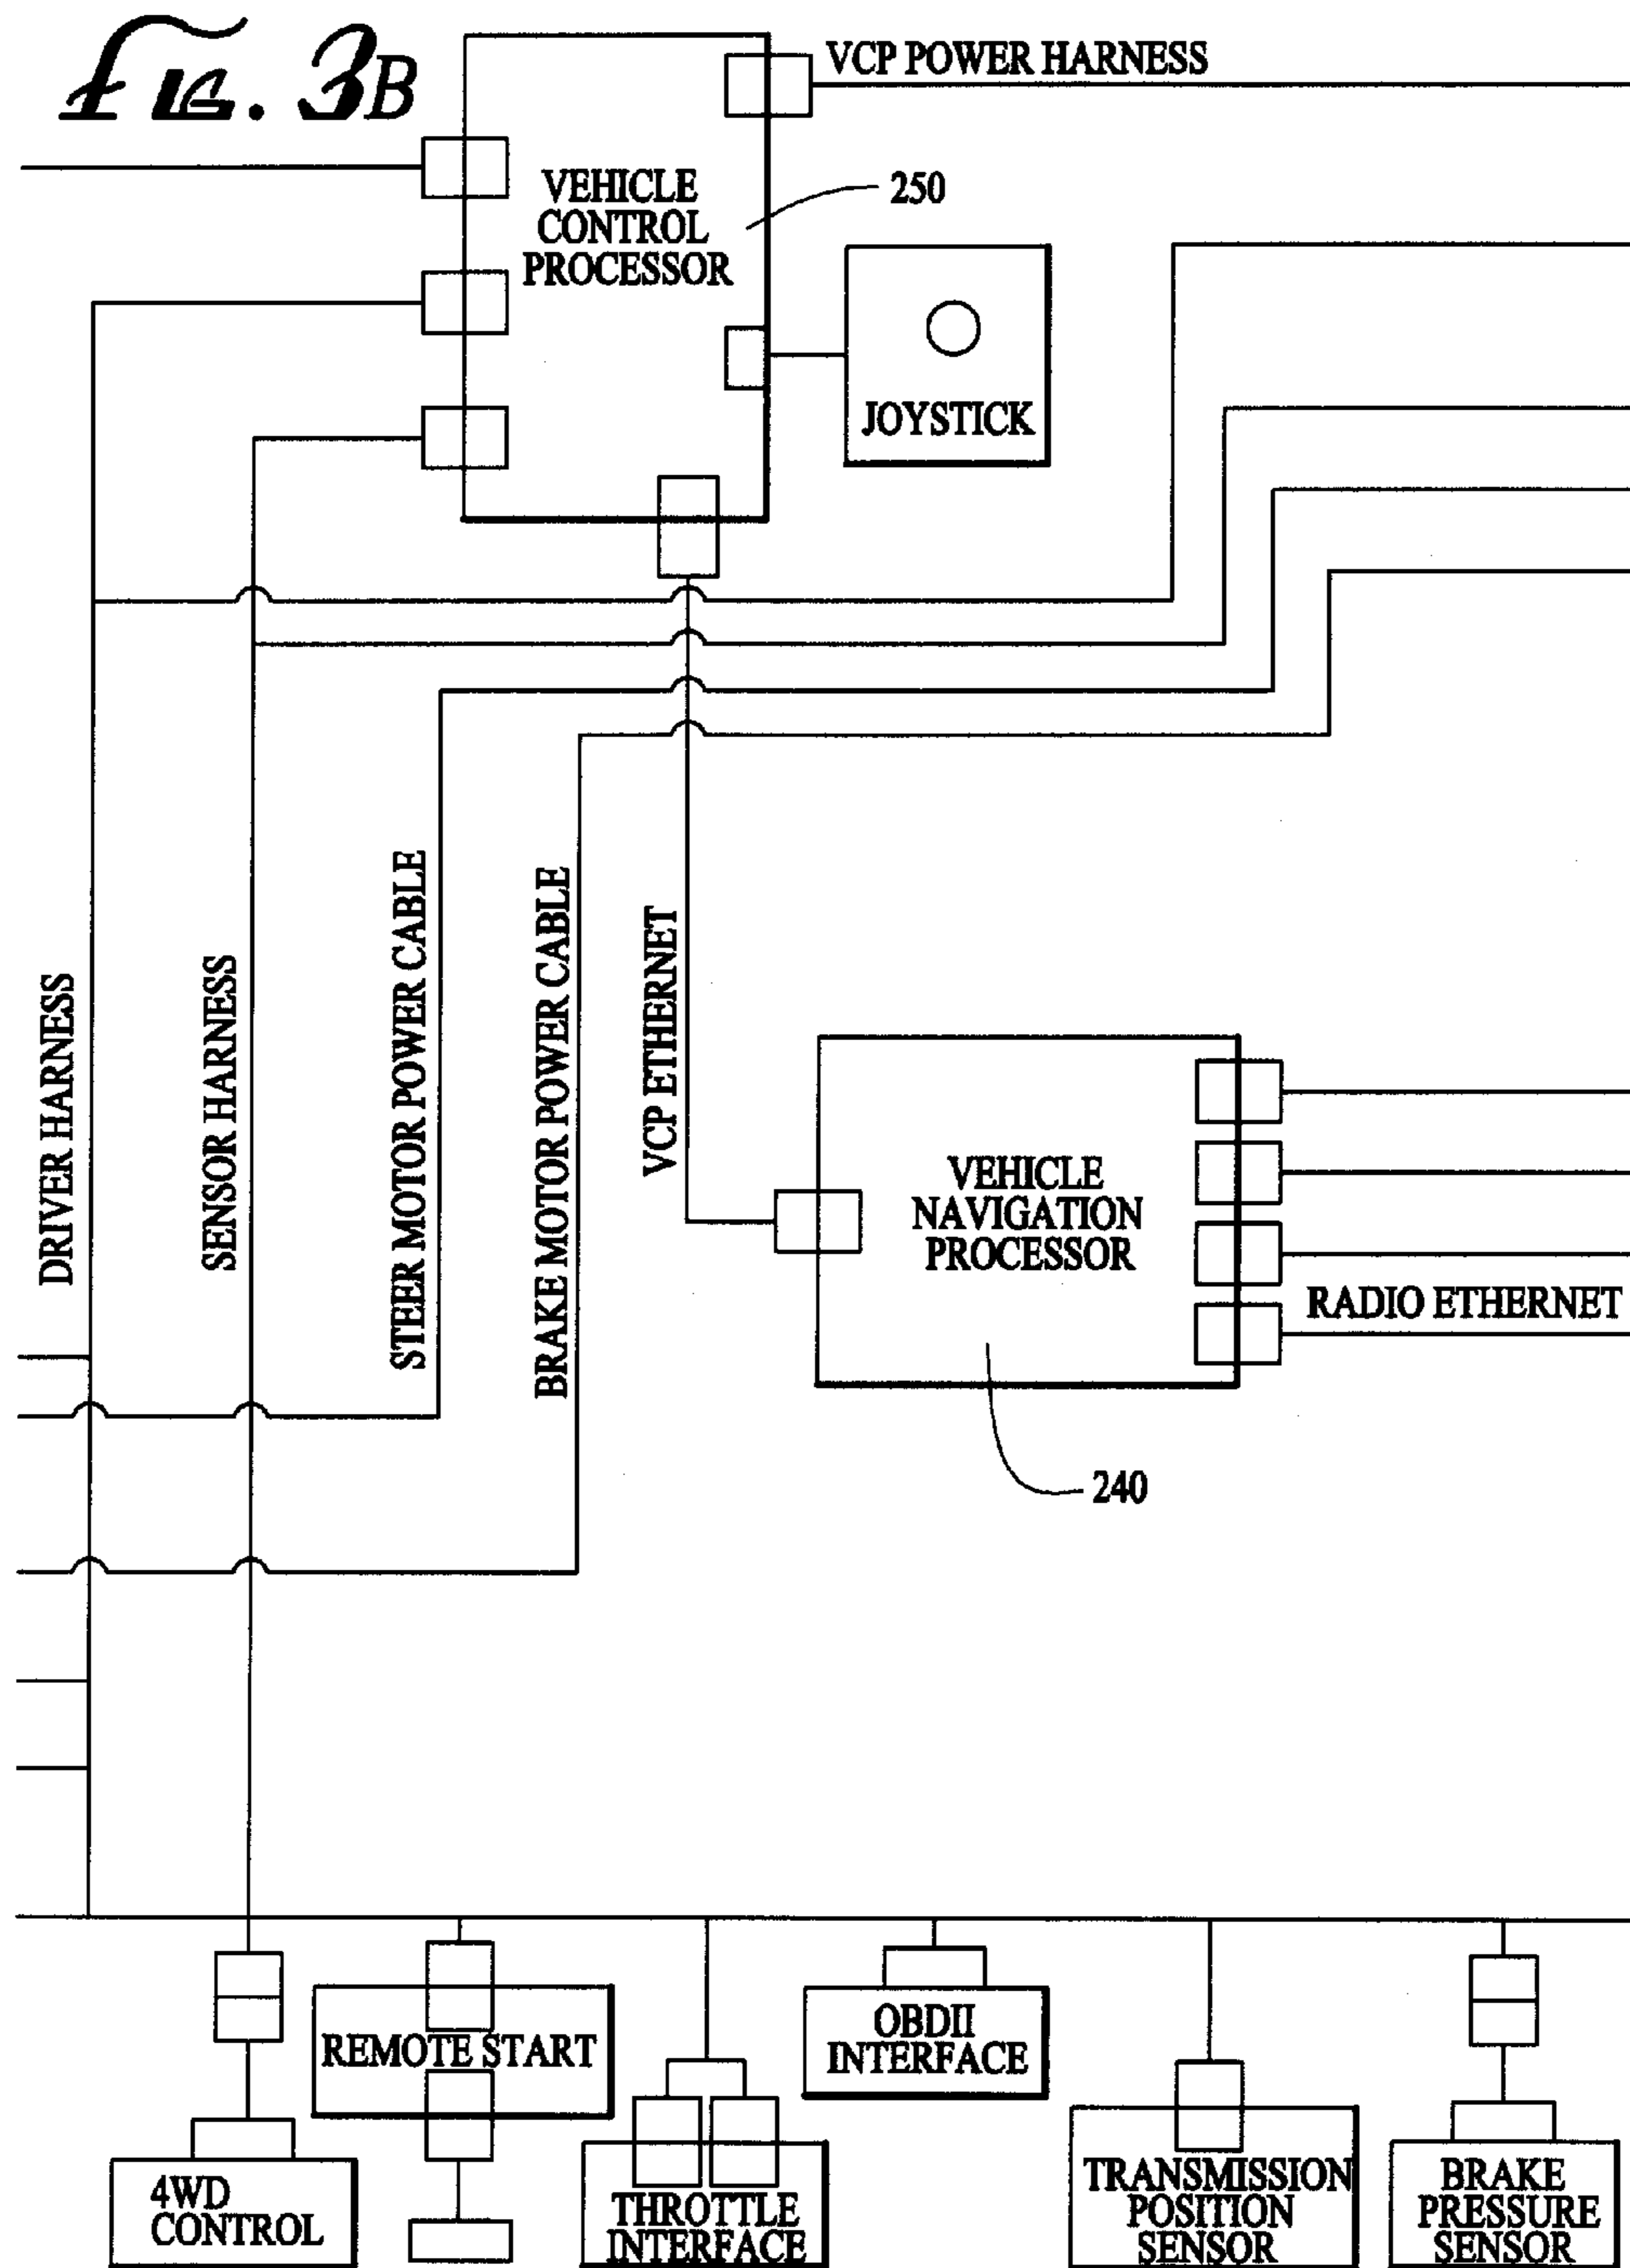 Fig. 3B
VCP POWER HARNESS
VEHICLE
CONTROL
PROCESSOR
250
JOYSTICK
DRIVER HARNESS
SENSOR HARNESS
STEER MOTOR POWER CABLE
BRAKE MOTOR POWER CABLE
VCP ETHERNET
VEHICLE
NAVIGATION
PROCESSOR
RADIO ETHERNET
240
4WD
CONTROL
REMOTE START
THROTTLE
INTERFACE
OBDII
INTERFACE
TRANSMISSION
POSITION
SENSOR
BRAKE
PRESSURE
SENSOR